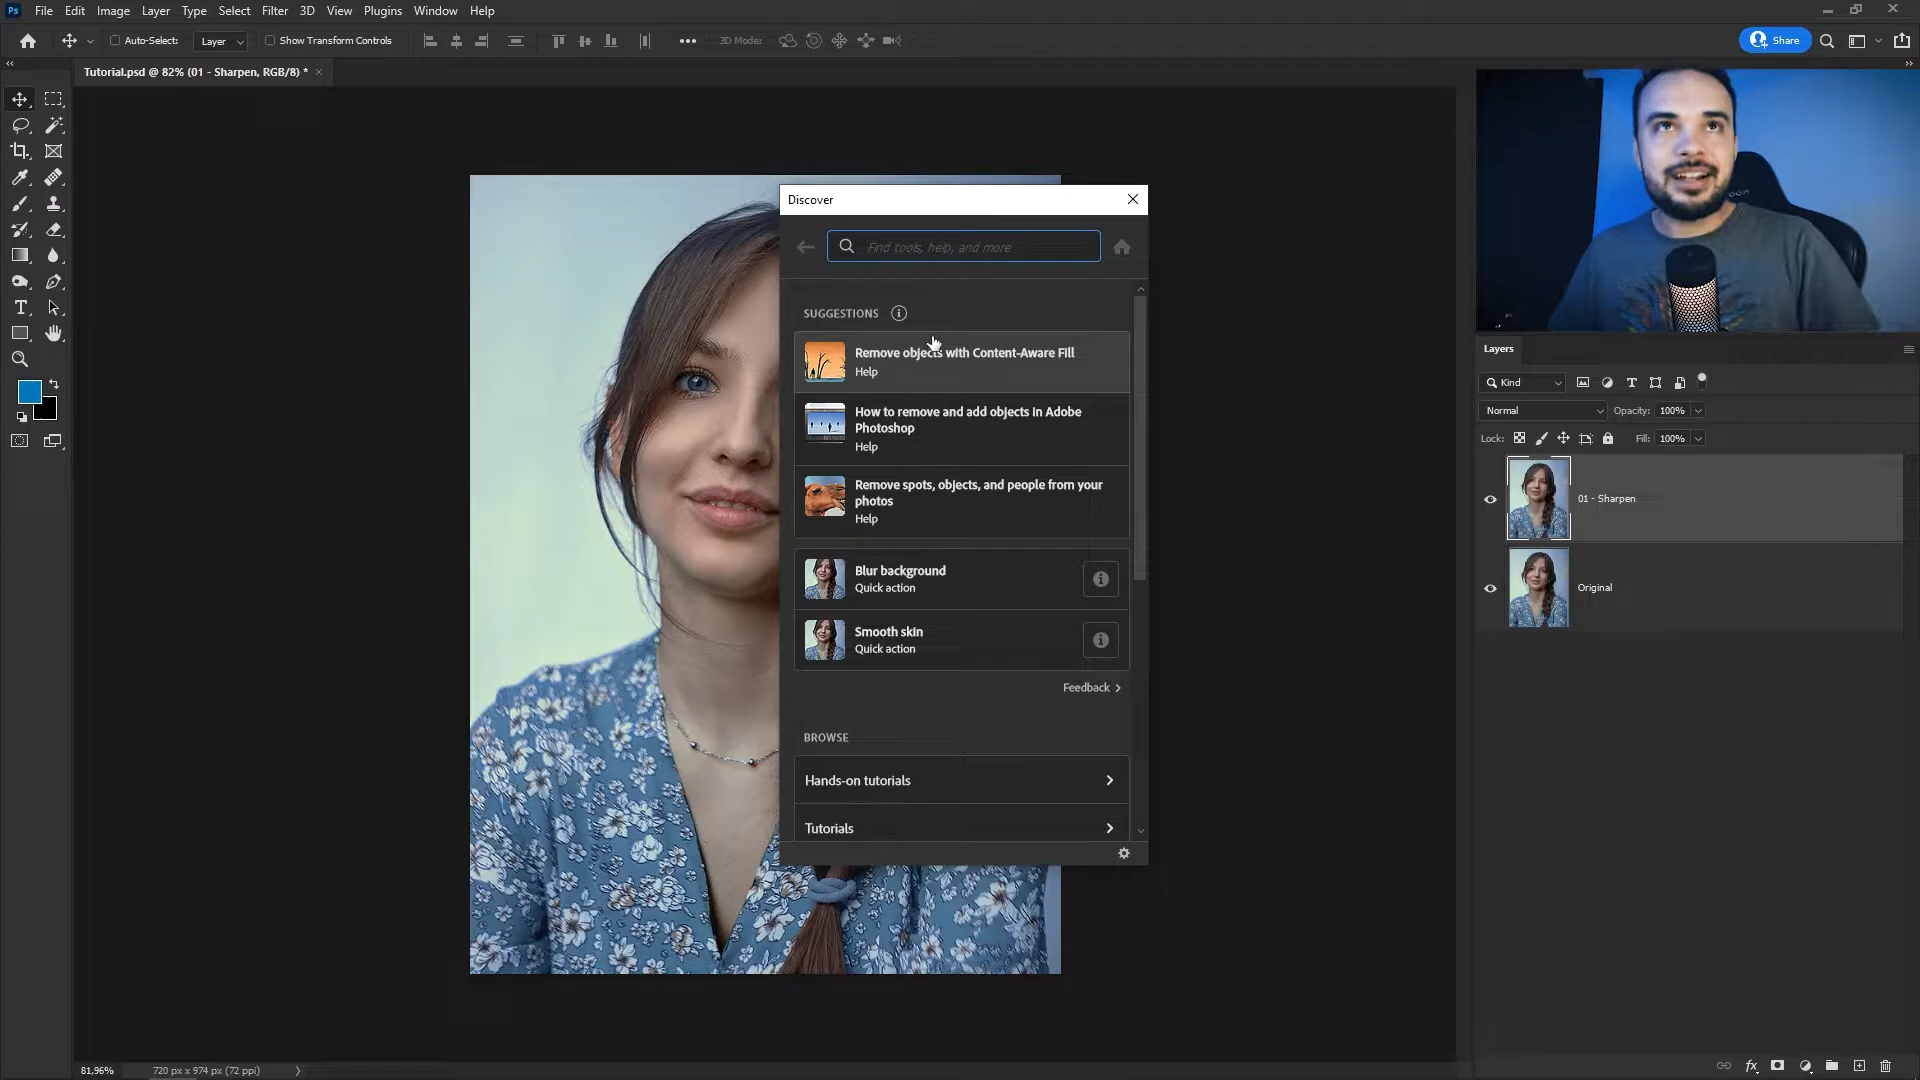 Ps File Edit Image Layer Type Select Filter 3D View Plugins Window Help
Auto-Select: Layer Show Transform Controls 3D Mode: Share
Tutorial.psd @ 82% (01 - Sharpen, RGB/8) *
Discover
Find tools, help, and more
SUGGESTIONS
Remove objects with Content-Aware Fill
Help
How to remove and add objects in Adobe
Photoshop
Help
Remove spots, objects, and people from your
photos
Help
Blur background
Quick action
Smooth skin
Quick action
Feedback
BROWSE
Hands-on tutorials
Tutorials
Layers
Kind
Normal Opacity: 100%
Lock: Fill: 100%
01 - Sharpen
Original
fx
81,96% 720 px x 974 px (72 ppi)